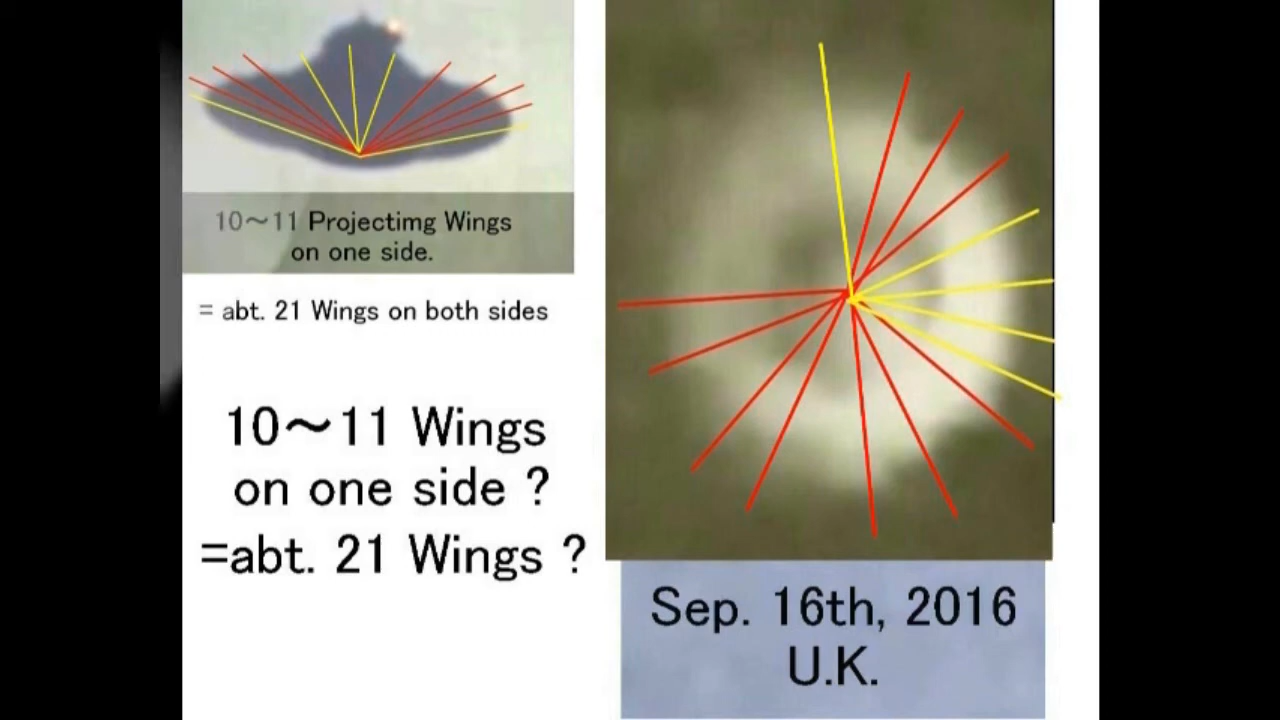 10～11 Projectimg Wings
on one side.
= abt. 21 Wings on both sides
10～11 Wings
on one side ?
=abt. 21 Wings ?
Sep. 16th, 2016
U.K.